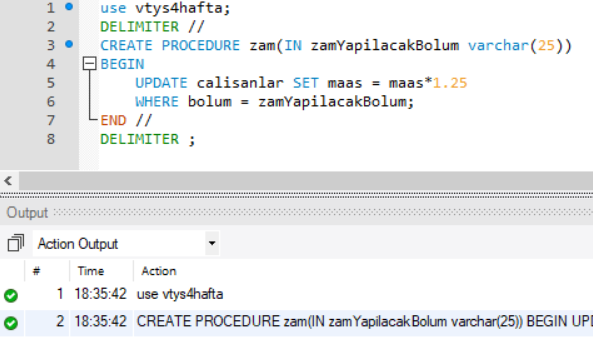 1 use vtys4hafta;
2 DELIMITER //
3 CREATE PROCEDURE zam(IN zamYapilacakBolum varchar(25))
4 BEGIN
5 UPDATE calisanlar SET maas = maas*1.25
6 WHERE bolum = zamYapilacakBolum;
7 END //
8 DELIMITER ;
Output
Action Output
# Time Action
1 18:35:42 use vtys4hafta
2 18:35:42 CREATE PROCEDURE zam(IN zamYapilacakBolum varchar(25)) BEGIN UPD